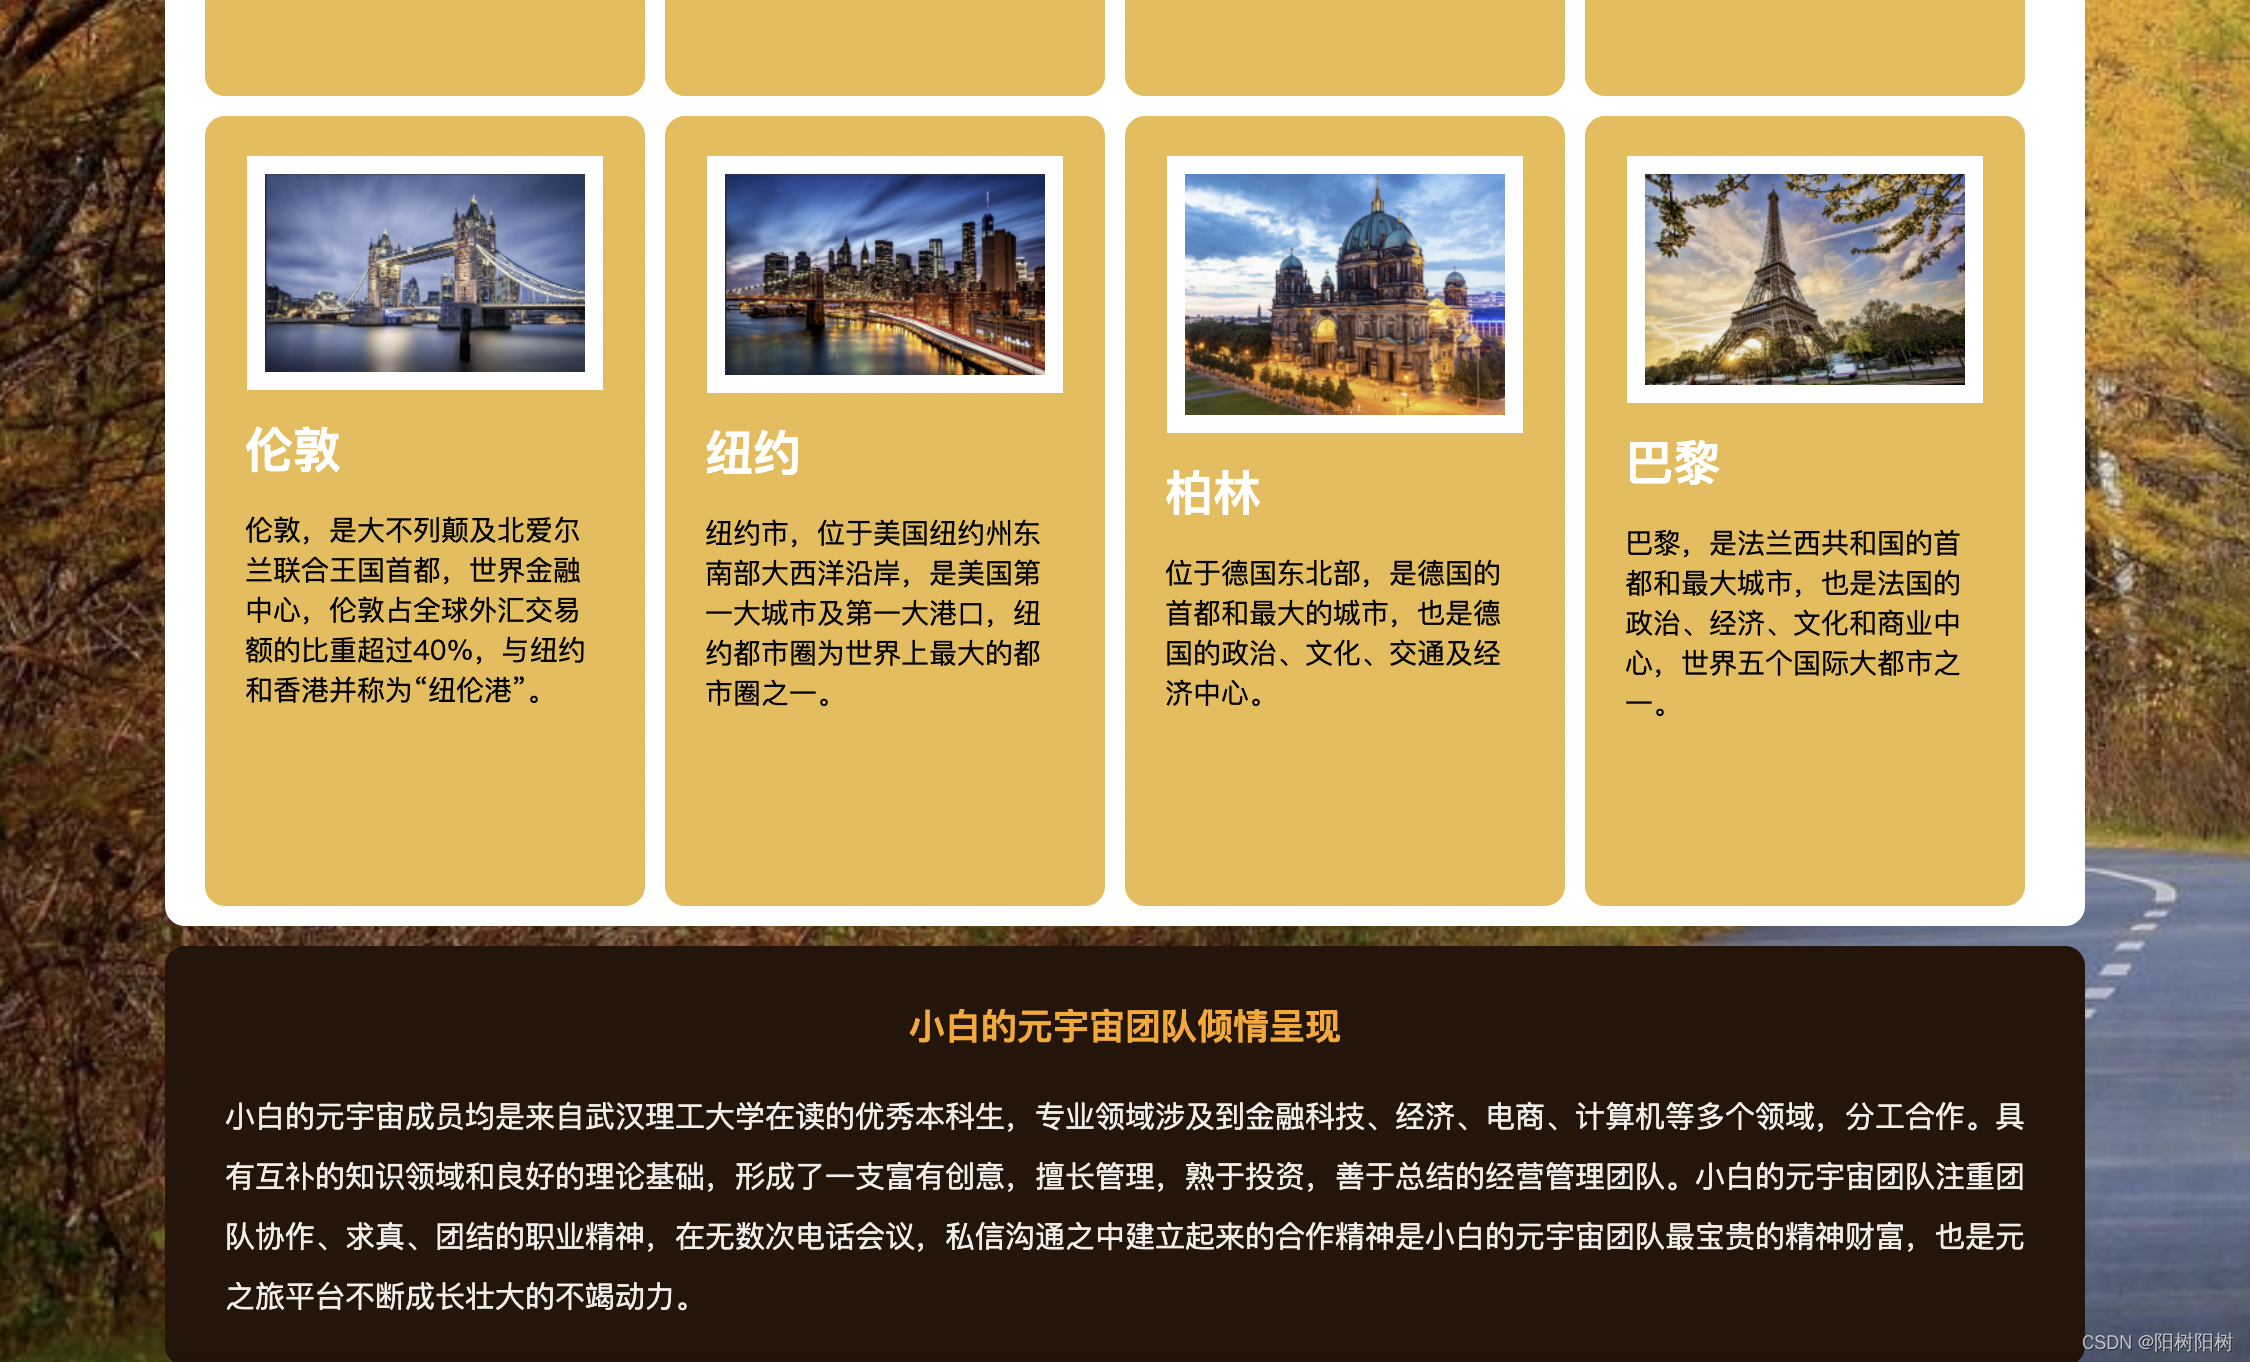 伦敦
伦敦，是大不列颠及北爱尔
兰联合王国首都，世界金融
中心，伦敦占全球外汇交易
额的比重超过40%，与纽约
和香港并称为“纽伦港”。
纽约
纽约市，位于美国纽约州东
南部大西洋沿岸，是美国第
一大城市及第一大港口，纽
约都市圈为世界上最大的都
市圈之一。
柏林
位于德国东北部，是德国的
首都和最大的城市，也是德
国的政治、文化、交通及经
济中心。
巴黎
巴黎，是法兰西共和国的首
都和最大城市，也是法国的
政治、经济、文化和商业中
心，世界五个国际大都市之
一。
小白的元宇宙团队倾情呈现
小白的元宇宙成员均是来自武汉理工大学在读的优秀本科生，专业领域涉及到金融科技、经济、电商、计算机等多个领域，分工合作。具
有互补的知识领域和良好的理论基础，形成了一支富有创意，擅长管理，熟于投资，善于总结的经营管理团队。小白的元宇宙团队注重团
队协作、求真、团结的职业精神，在无数次电话会议，私信沟通之中建立起来的合作精神是小白的元宇宙团队最宝贵的精神财富，也是元
之旅平台不断成长壮大的不竭动力。
CSDN @阳树阳树